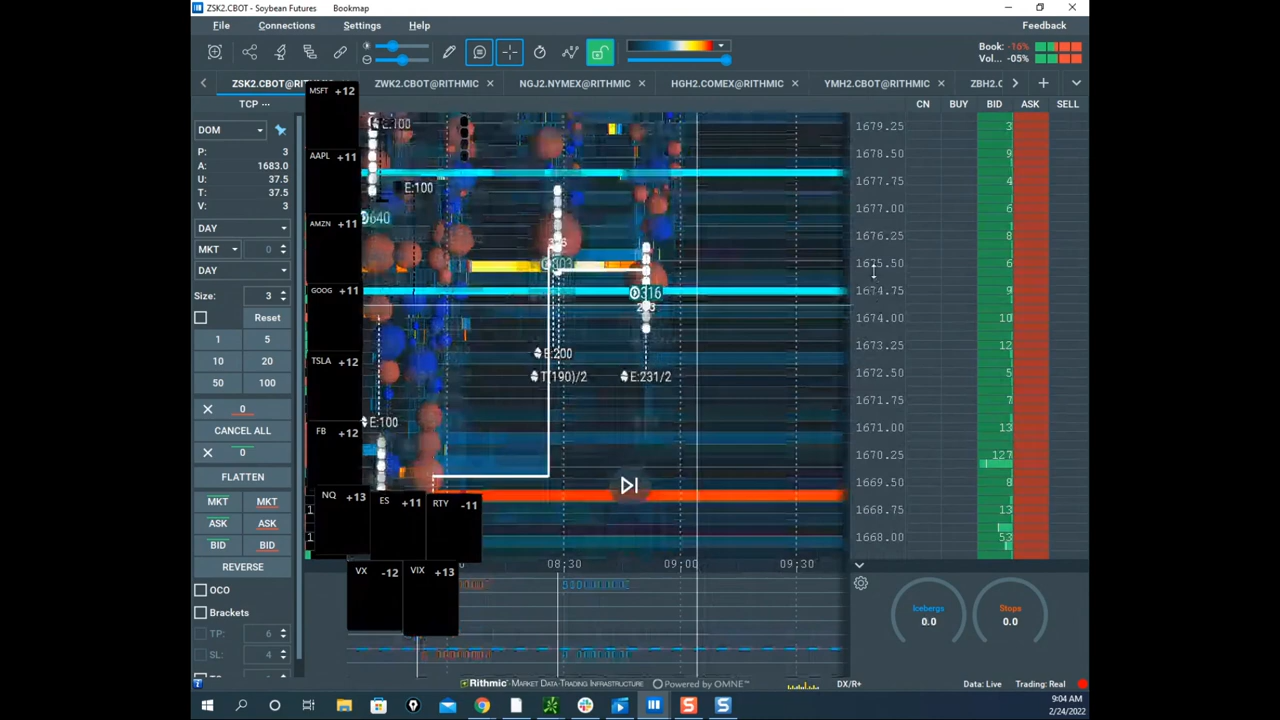 ZSK2.CBOT - Soybean Futures Bookmap
File Connections Settings Help Feedback
Book: -16%
Vol... -05%
ZSK2.CBOT@RITHMIC ZWK2.CBOT@RITHMIC NGJ2.NYMEX@RITHMIC HGH2.COMEX@RITHMIC YMH2.CBOT@RITHMIC ZBH2.C
TCP ...
CN BUY BID ASK SELL
DOM
P: 3
A: 1683.0
U: 37.5
T: 37.5
V: 3
DAY
MKT 0
DAY
Size: 3
Reset
1 5
10 20
50 100
0
CANCEL ALL
0
FLATTEN
MKT MKT
ASK ASK
BID BID
REVERSE
OCO
Brackets
TP: 6
SL: 4
MSFT +12
AAPL +11
AMZN +11
GOOG +11
TSLA +12
FB +12
NQ +13
ES +11
RTY -11
VX -12
VIX +13
E:100
E:100
640
316
E:200
T(190)/2
E:231/2
E:100
1679.25 3
1678.50 9
1677.75 4
1677.00 6
1676.25 8
1675.50 6
1674.75 9
1674.00 10
1673.25 12
1672.50 5
1671.75 7
1671.00 13
1670.25 127
1669.50 8
1668.75 13
1668.00 53
08:30 09:00 09:30
Icebergs
0.0
Stops
0.0
Rithmic - Market Data-Trading Infrastructure Powered by OMNE™ DX/R+ Data: Live Trading: Real
9:04 AM
2/24/2022